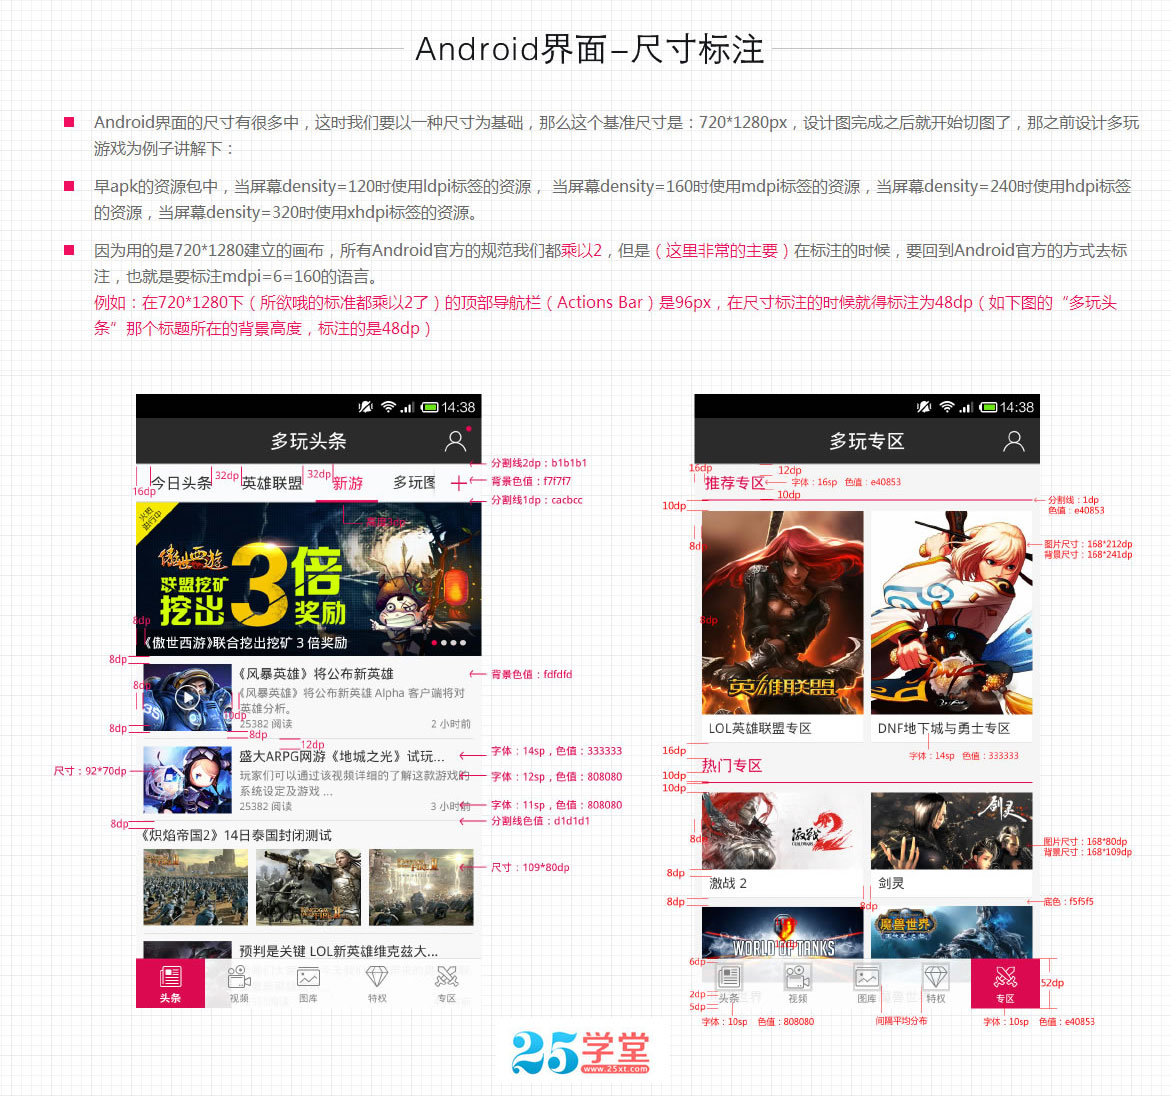 Android界面-尺寸标注
Android界面的尺寸有很多中，这时我们要以一种尺寸为基础，那么这个基准尺寸是：720*1280px，设计图完成之后就开始切图了，那之前设计多玩
游戏为例子讲解下：
早apk的资源包中，当屏幕density=120时使用ldpi标签的资源， 当屏幕density=160时使用mdpi标签的资源，当屏幕density=240时使用hdpi标签
的资源，当屏幕density=320时使用xhdpi标签的资源。
因为用的是720*1280建立的画布，所有Android官方的规范我们都乘以2，但是（这里非常的主要）在标注的时候，要回到Android官方的方式去标
注，也就是要标注mdpi=6=160的语言。
例如：在720*1280下（所欲哦的标准都乘以2了）的顶部导航栏（Actions Bar）是96px，在尺寸标注的时候就得标注为48dp（如下图的“多玩头
条”那个标题所在的背景高度，标注的是48dp）
14:38
多玩头条
16dp
今日头条
32dp
英雄联盟
32dp
新游
多玩图
分割线2dp：b1b1b1
背景色值：f7f7f7
分割线1dp：cacbcc
火热
进行中
傲世西游
联盟挖矿
挖出
3倍
奖励
8dp
《傲世西游》联合挖出挖矿 3 倍奖励
8dp
《风暴英雄》将公布新英雄
背景色值：fdfdfd
8dp
《风暴英雄》将公布新英雄 Alpha 客户端将对
英雄分析。
10dp
25382 阅读
2 小时前
8dp
8dp
12dp
盛大ARPG网游《地城之光》试玩...
字体：14sp，色值：333333
尺寸：92*70dp
玩家们可以通过该视频详细的了解这款游戏的
系统设定及游戏 ...
字体：12sp，色值：808080
25382 阅读
3 小时前
字体：11sp，色值：808080
8dp
分割线色值：d1d1d1
《炽焰帝国2》14日泰国封闭测试
尺寸：109*80dp
预判是关键 LOL新英雄维克兹大...
头条
视频
图库
特权
专区
14:38
多玩专区
16dp
12dp
推荐专区
字体：16sp 色值：e40853
10dp
10dp
分割线：1dp
色值：e40853
8dp
图片尺寸：168*212dp
背景尺寸：168*241dp
8dp
英雄联盟
DNF
LOL英雄联盟专区
DNF地下城与勇士专区
16dp
字体：14sp 色值：333333
热门专区
10dp
10dp
激战2
GUILDWARS
剑灵
8dp
图片尺寸：168*80dp
背景尺寸：168*109dp
8dp
激战 2
剑灵
8dp
8dp
底色：f5f5f5
WORLD OF TANKS
魔兽世界
6dp
52dp
2dp
5dp
头条
视频
图库
特权
专区
字体：10sp 色值：808080
间隔平均分布
字体：10sp 色值：e40853
25学堂
www.25xt.com